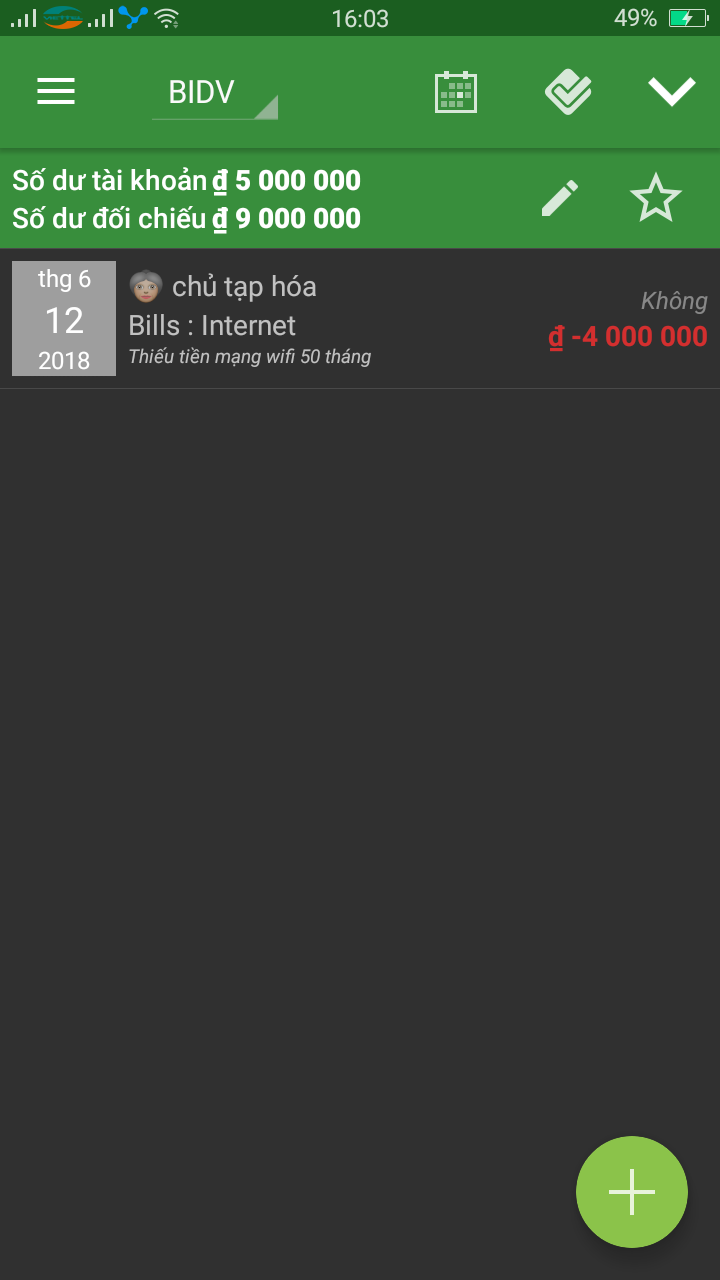 16:03
49%
BIDV
Số dư tài khoản ₫ 5 000 000
Số dư đối chiếu ₫ 9 000 000
thg 6
12
2018
chủ tạp hóa
Bills : Internet
Thiếu tiền mạng wifi 50 tháng
Không
₫ -4 000 000